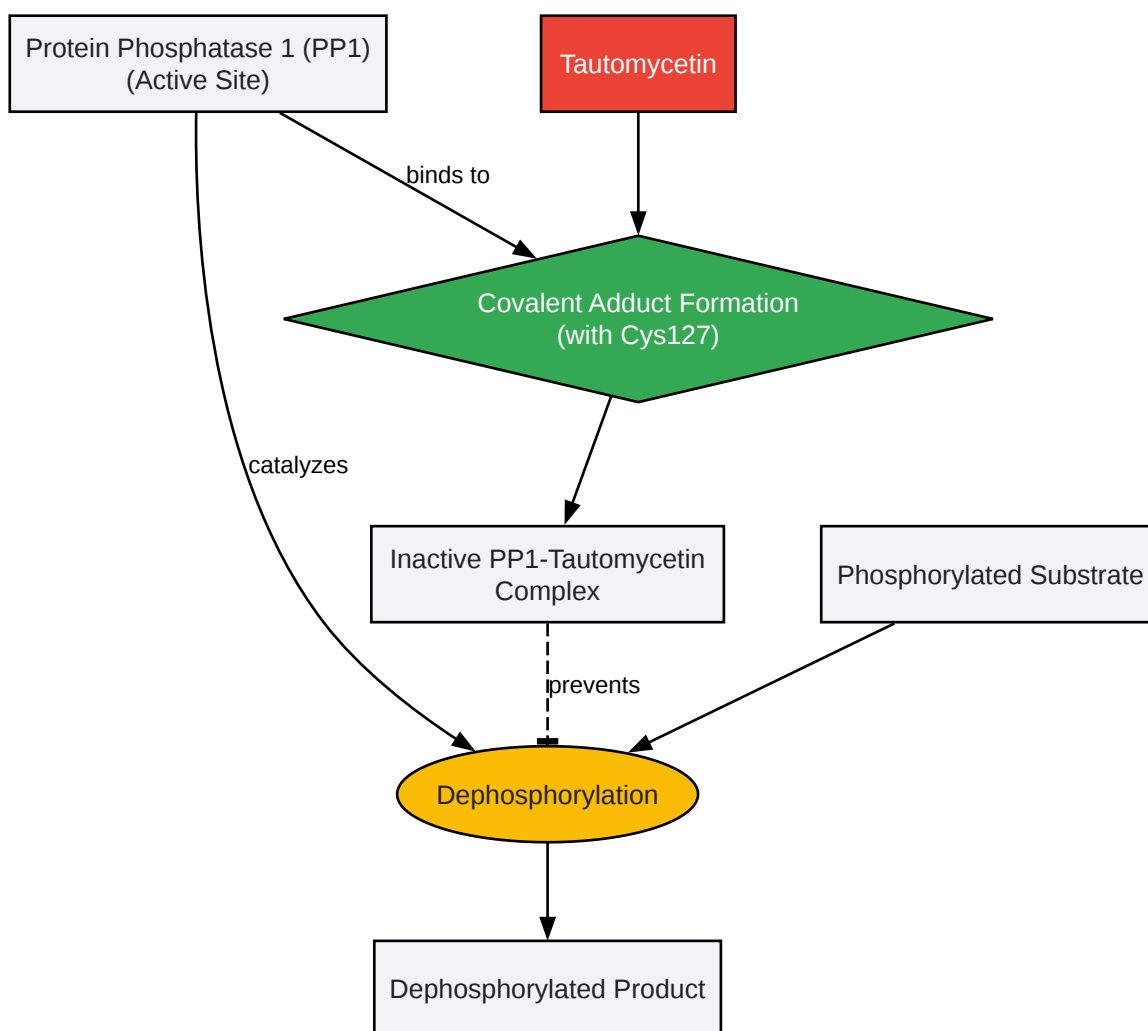 Protein Phosphatase 1 (PP1)
(Active Site)
Tautomycetin
binds to
Covalent Adduct Formation
(with Cys127)
catalyzes
Inactive PP1-Tautomycetin
Complex
Phosphorylated Substrate
prevents
Dephosphorylation
Dephosphorylated Product